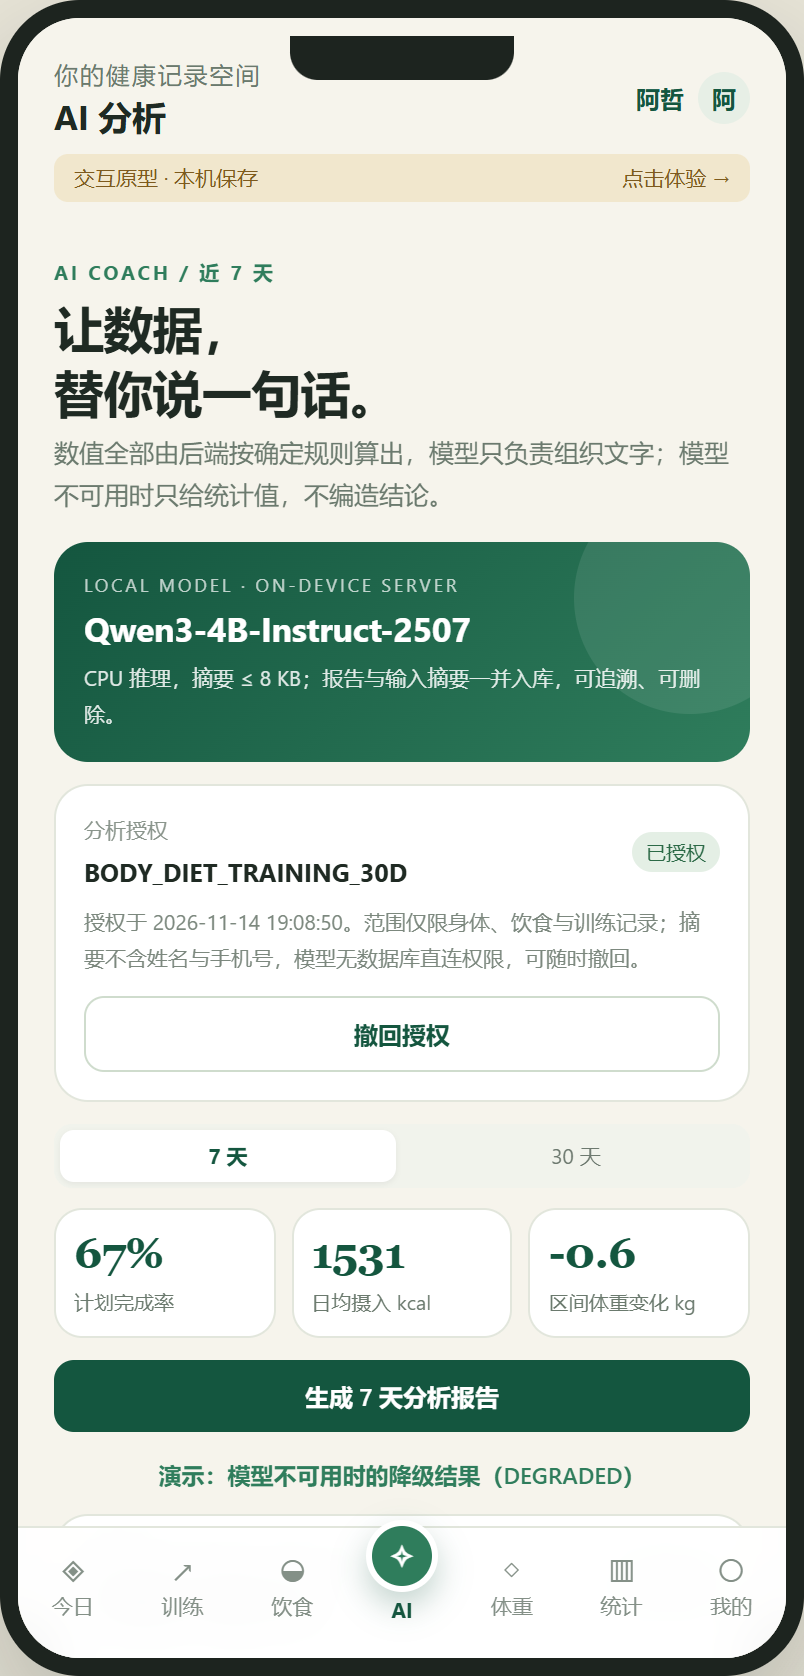 你的健康记录空间
AI 分析
阿哲 阿
交互原型 · 本机保存 点击体验 →
AI COACH / 近 7 天
让数据，
替你说一句话。
数值全部由后端按确定规则算出，模型只负责组织文字；模型
不可用时只给统计值，不编造结论。
LOCAL MODEL · ON-DEVICE SERVER
Qwen3-4B-Instruct-2507
CPU 推理，摘要 ≤ 8 KB；报告与输入摘要一并入库，可追溯、可删
除。
分析授权
BODY_DIET_TRAINING_30D
已授权
授权于 2026-11-14 19:08:50。范围仅限身体、饮食与训练记录；摘
要不含姓名与手机号，模型无数据库直连权限，可随时撤回。
撤回授权
7 天 30 天
67% 1531 -0.6
计划完成率 日均摄入 kcal 区间体重变化 kg
生成 7 天分析报告
演示：模型不可用时的降级结果（DEGRADED）
今日 训练 饮食 AI 体重 统计 我的